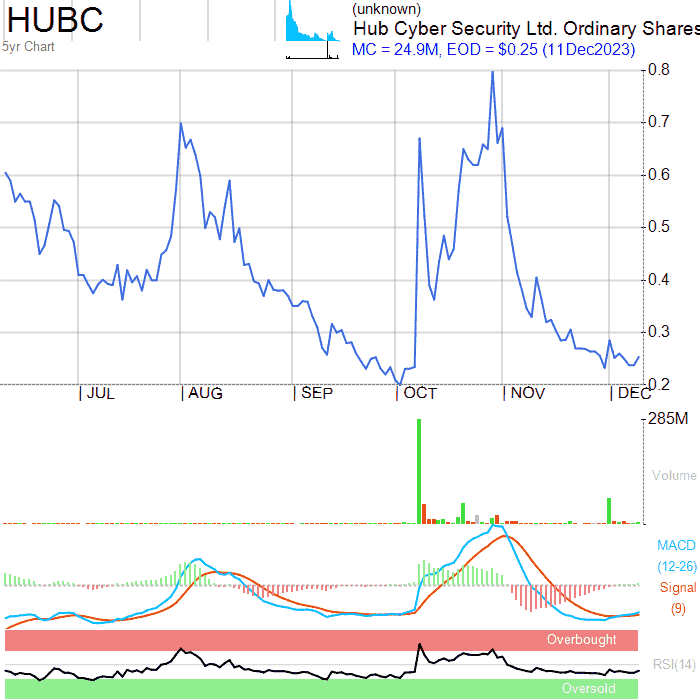 HUBC
5yr Chart
(unknown)
Hub Cyber Security Ltd. Ordinary Shares
MC = 24.9M, EOD = $0.25 (11Dec2023)
0.8
0.7
0.6
0.5
0.4
0.3
0.2
JUL AUG SEP OCT NOV DEC
285M
Volume
MACD
(12-26)
Signal
(9)
Overbought
RSI(14)
Oversold